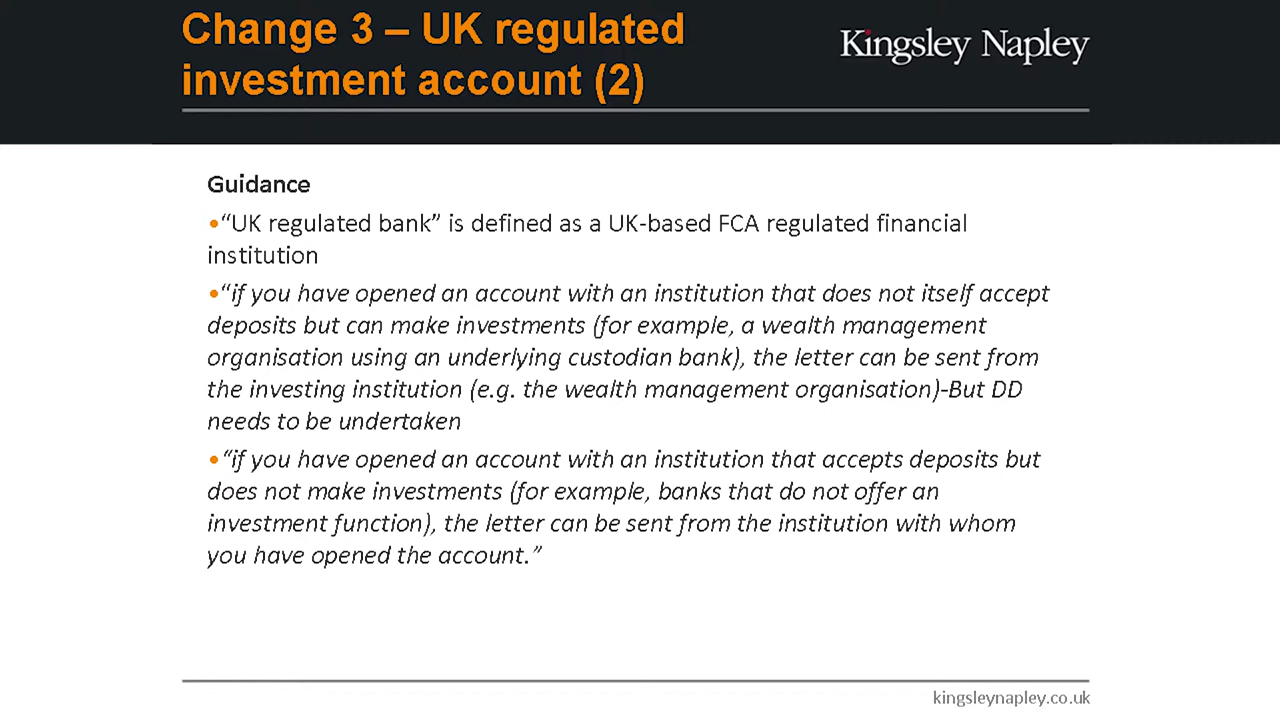 Change 3 – UK regulated
investment account (2)
Kingsley Napley
Guidance
•“UK regulated bank” is defined as a UK-based FCA regulated financial
institution
•“if you have opened an account with an institution that does not itself accept
deposits but can make investments (for example, a wealth management
organisation using an underlying custodian bank), the letter can be sent from
the investing institution (e.g. the wealth management organisation)-But DD
needs to be undertaken
•“if you have opened an account with an institution that accepts deposits but
does not make investments (for example, banks that do not offer an
investment function), the letter can be sent from the institution with whom
you have opened the account.”
kingsleynapley.co.uk